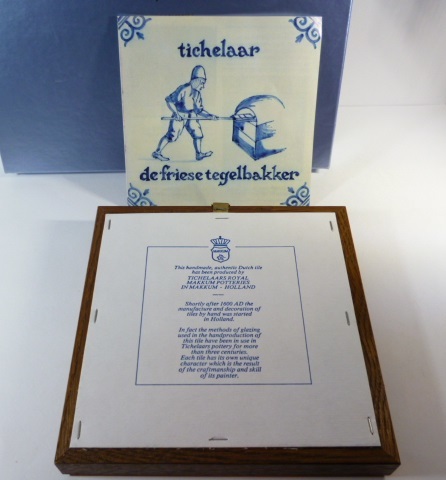 tichelaar
de friese tegelbakker
This handmade, authentic Dutch tile
has been produced by
TICHELAARS ROYAL
MAKKUM POTTERIES
IN MAKKUM - HOLLAND
Shortly after 1600 AD the
manufacture and decoration of
tiles by hand was started
in Holland.
In fact the methods of glazing
used in the handproduction of
this tile have been in use in
Tichelaars pottery for more
than three centuries.
Each tile has its own unique
character which is the result
of the craftmanship and skill
of its painter.